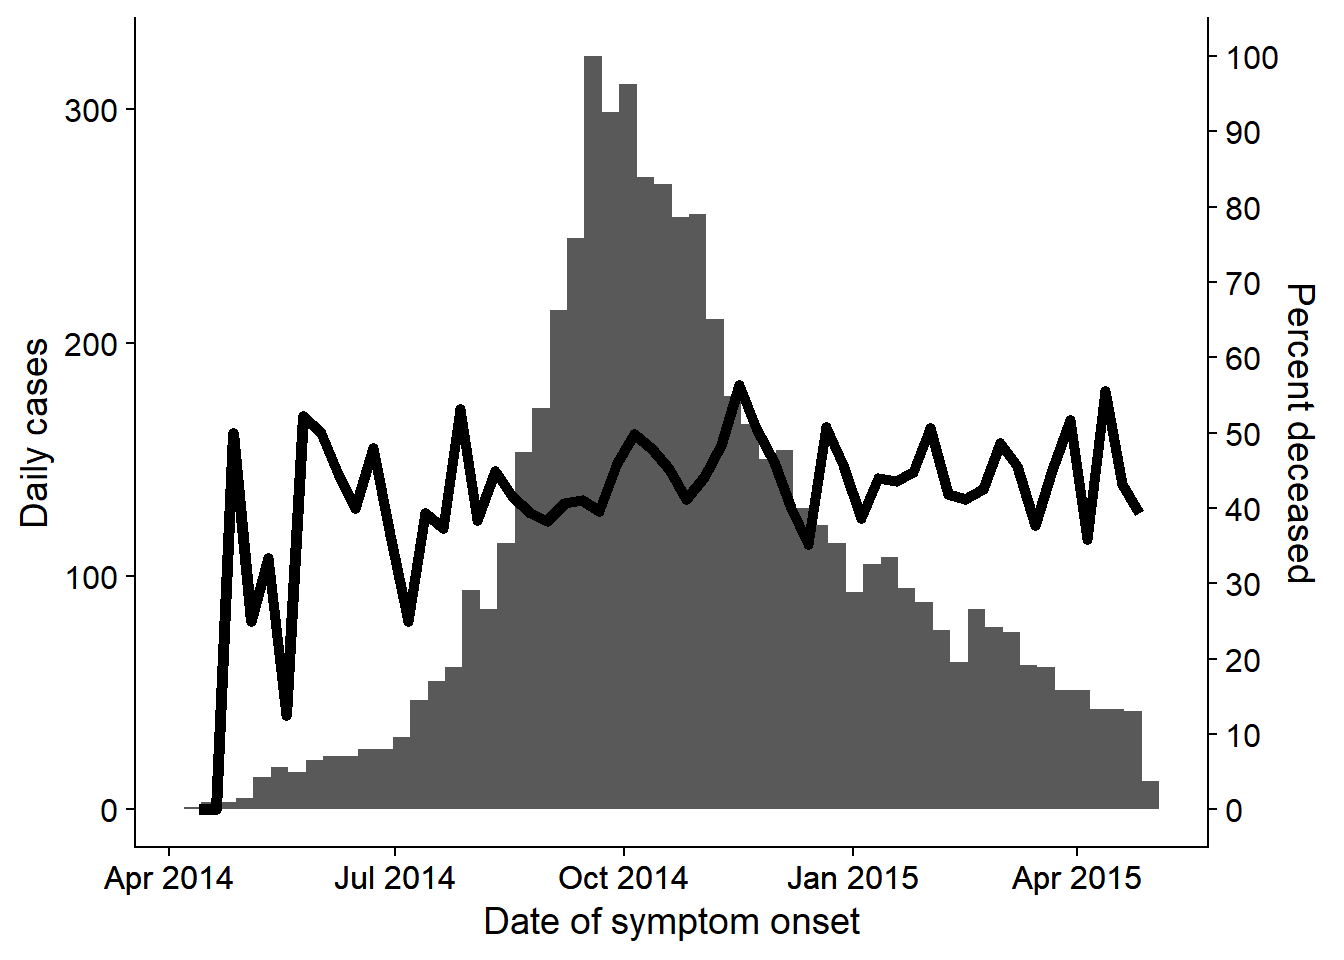 Daily cases
300
200
100
0
100
90
80
70
60
50
40
30
20
10
0
Percent deceased
Apr 2014
Jul 2014
Oct 2014
Jan 2015
Apr 2015
Date of symptom onset